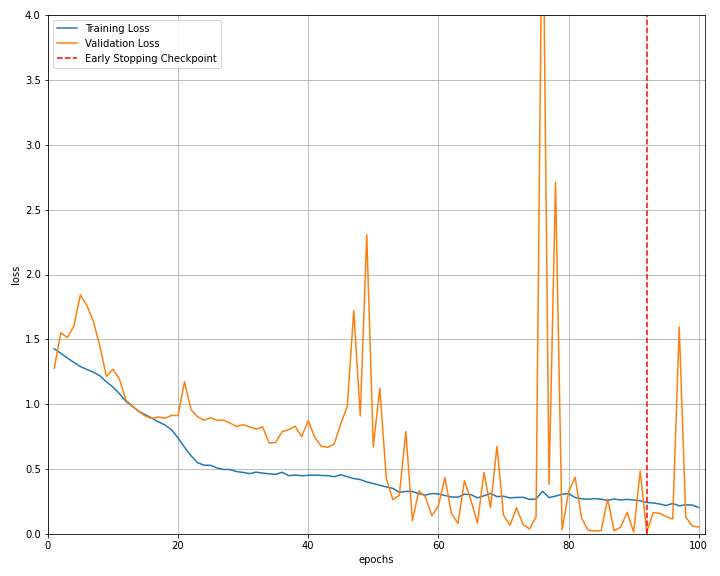 Training Loss
Validation Loss
Early Stopping Checkpoint
4.0
3.5
3.0
2.5
2.0
1.5
1.0
0.5
0.0
loss
0 20 40 60 80 100
epochs